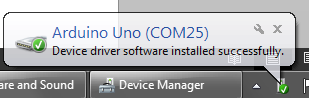 Arduino Uno (COM25)
Device driver software installed successfully.
are and Sound
Device Manager